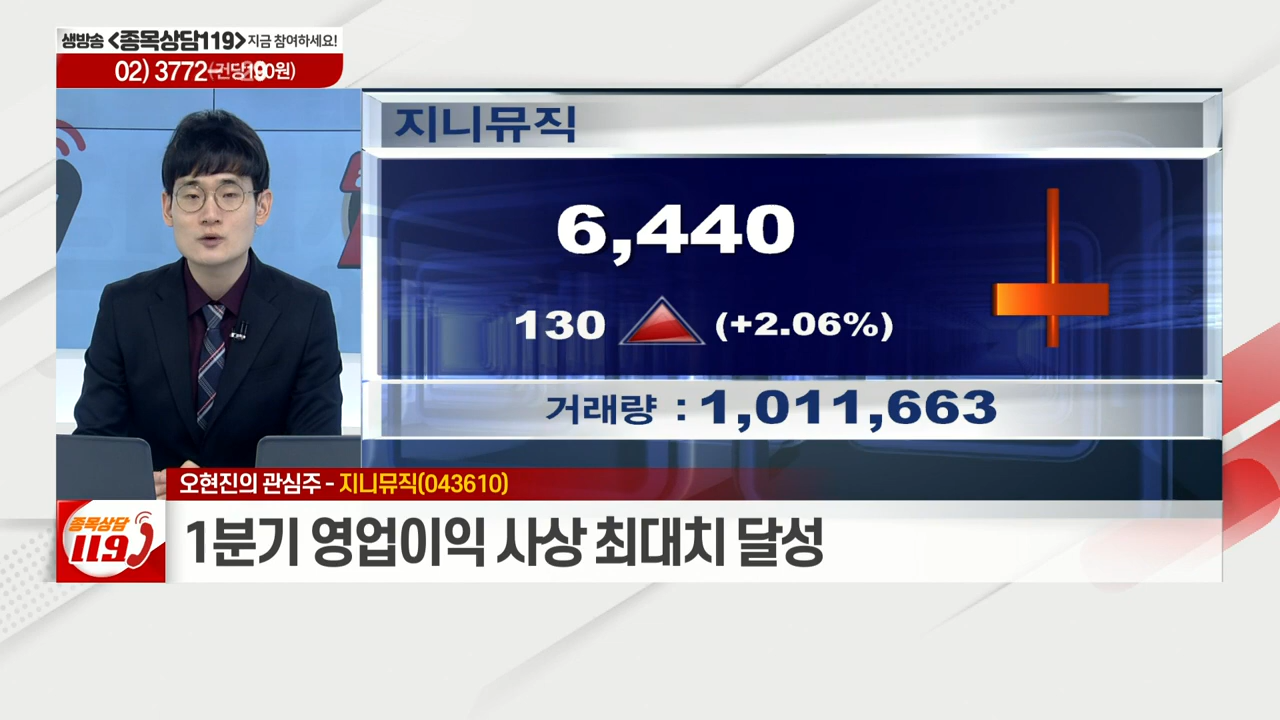 생방송 <종목상담119> 지금 참여하세요!
02) 3772
지니뮤직
6,440
130 ▲ (+2.06%)
거래량 : 1,011,663
오현진의 관심주 - 지니뮤직(043610)
종목상담
119
1분기 영업이익 사상 최대치 달성